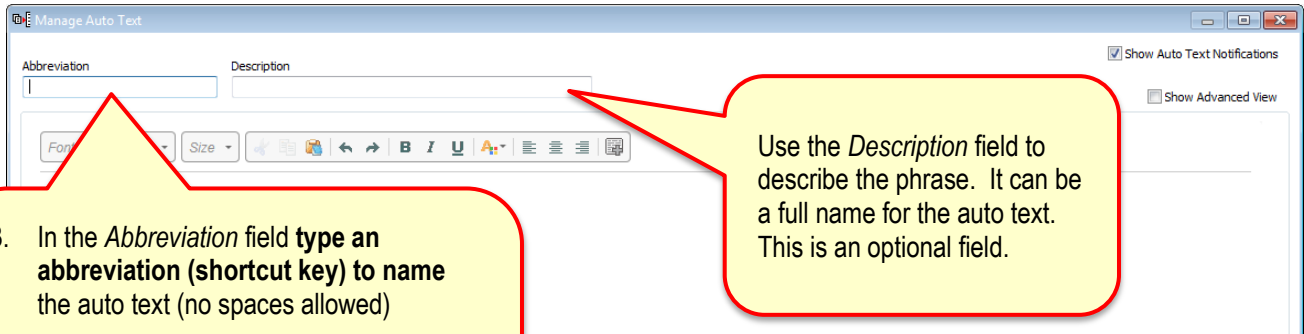 Manage Auto Text
Show Auto Text Notifications
Abbreviation Description
Show Advanced View
Size B I U A
Use the Description field to
describe the phrase. It can be
a full name for the auto text.
This is an optional field.
In the Abbreviation field type an
abbreviation (shortcut key) to name
the auto text (no spaces allowed)